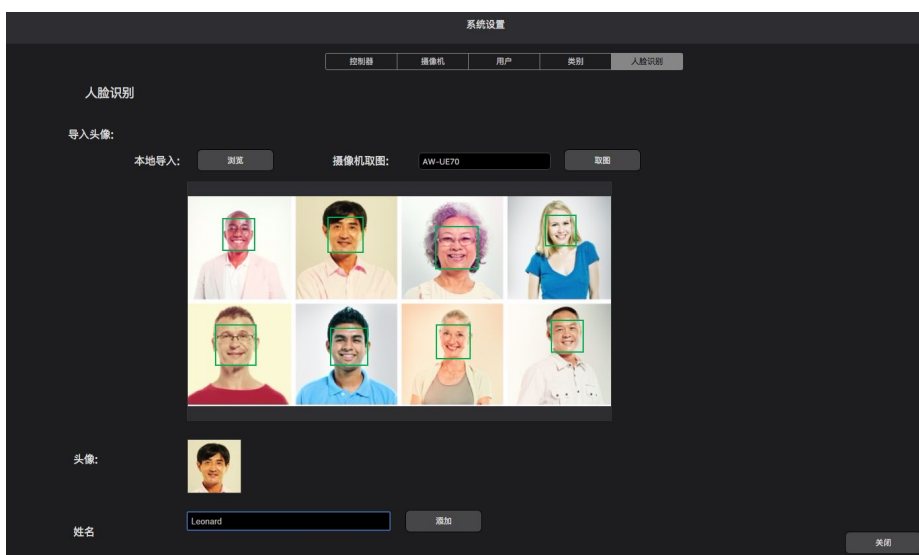 系统设置
控制器 摄像机 用户 类别 人脸识别
人脸识别
导入头像:
本地导入: 浏览 摄像机取图: AW-UE70 取图
头像:
姓名 Leonard 添加
关闭